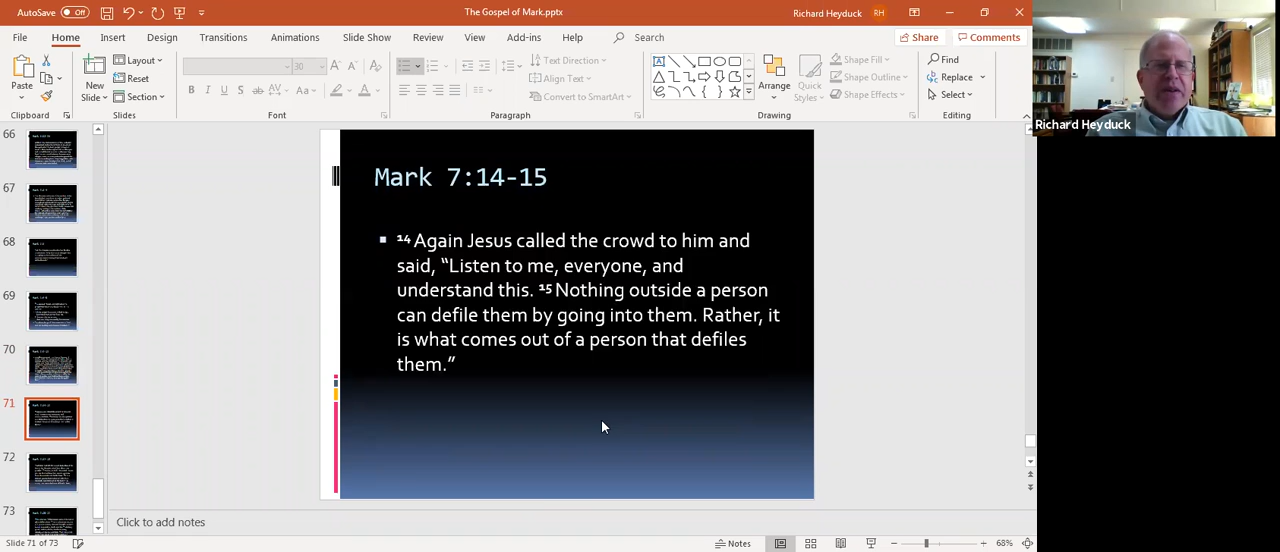 AutoSave Off
The Gospel of Mark.pptx
Richard Heyduck RH
File Home Insert Design Transitions Animations Slide Show Review View Add-ins Help Search Share Comments
Paste
New Slide
Layout
Reset
Section
30
B I U S ab AV Aa A
Text Direction
Align Text
Convert to SmartArt
Arrange
Quick Styles
Shape Fill
Shape Outline
Shape Effects
Find
Replace
Select
Clipboard Slides Font Paragraph Drawing Editing
Richard Heyduck
66
67
68
69
70
71
72
73
Mark 7:14-15
14 Again Jesus called the crowd to him and
said, “Listen to me, everyone, and
understand this. 15 Nothing outside a person
can defile them by going into them. Rather, it
is what comes out of a person that defiles
them.”
Click to add notes
Slide 71 of 73
Notes
68%